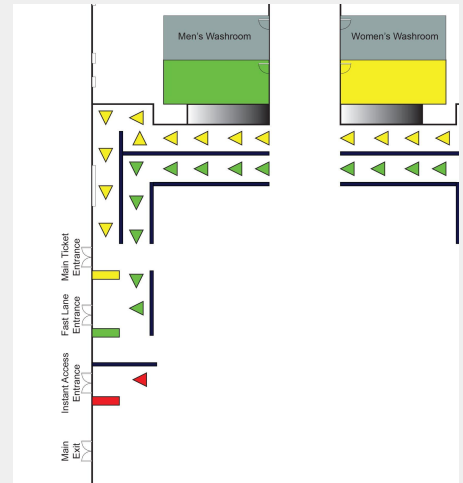 Men's Washroom
Women's Washroom
Main Ticket
Entrance
Fast Lane
Entrance
Instant Access
Entrance
Main
Exit